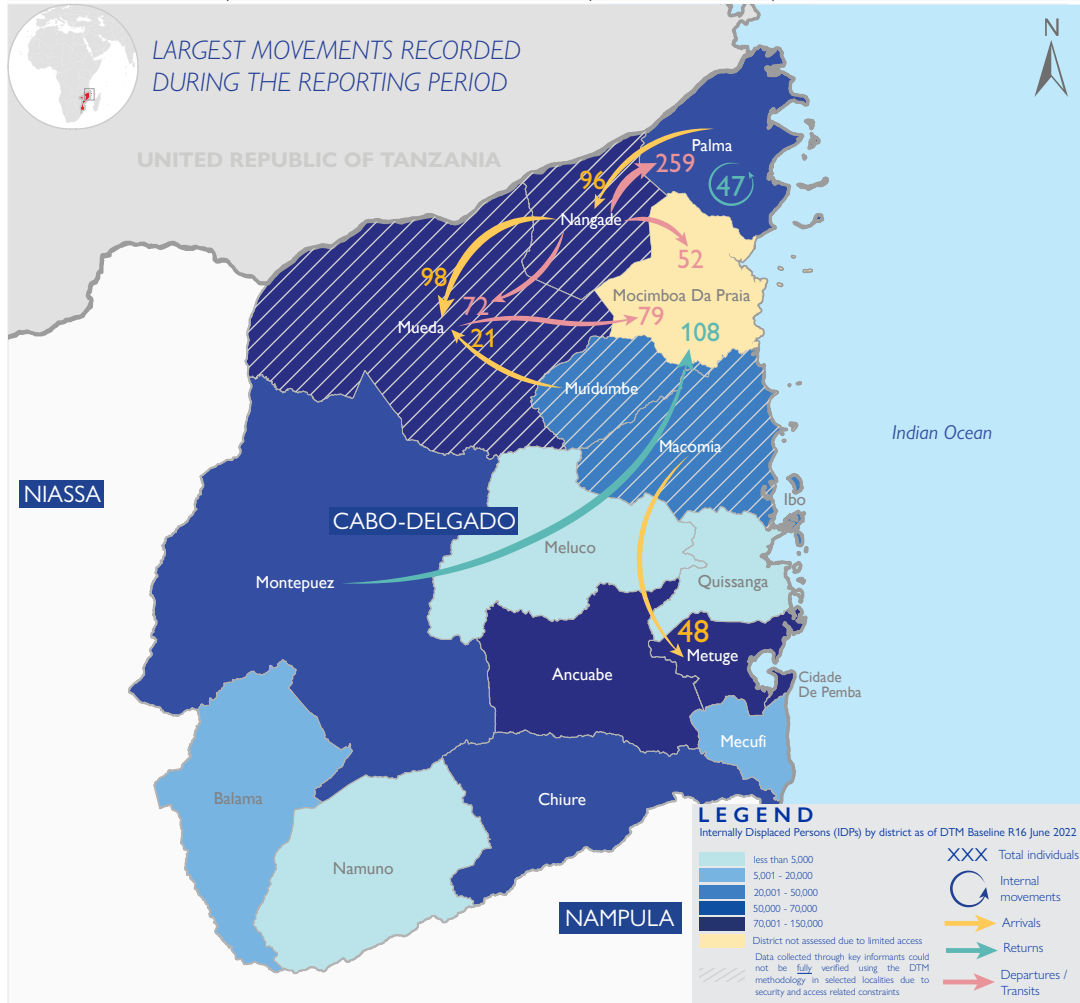 LARGEST MOVEMENTS RECORDED
DURING THE REPORTING PERIOD
N
UNITED REPUBLIC OF TANZANIA
Palma
259
47
96
Nangade
52
98
72
Mocimboa Da Praia
79
Mueda
21
108
Muidumbe
Macomia
Indian Ocean
NIASSA
Ibo
CABO-DELGADO
Meluco
Montepuez
Quissanga
48
Metuge
Ancuabe
Cidade
De Pemba
Mecufi
Balama
Chiure
Namuno
NAMPULA
LEGEND
Internally Displaced Persons (IDPs) by district as of DTM Baseline R16 June 2022
less than 5,000
5,001 - 20,000
20,001 - 50,000
50,000 - 70,000
70,001 - 150,000
District not assessed due to limited access
Data collected through key informants could
not be fully verified using the DTM
methodology in selected localities due to
security and access related constraints
XXX Total individuals
Internal
movements
Arrivals
Returns
Departures /
Transits